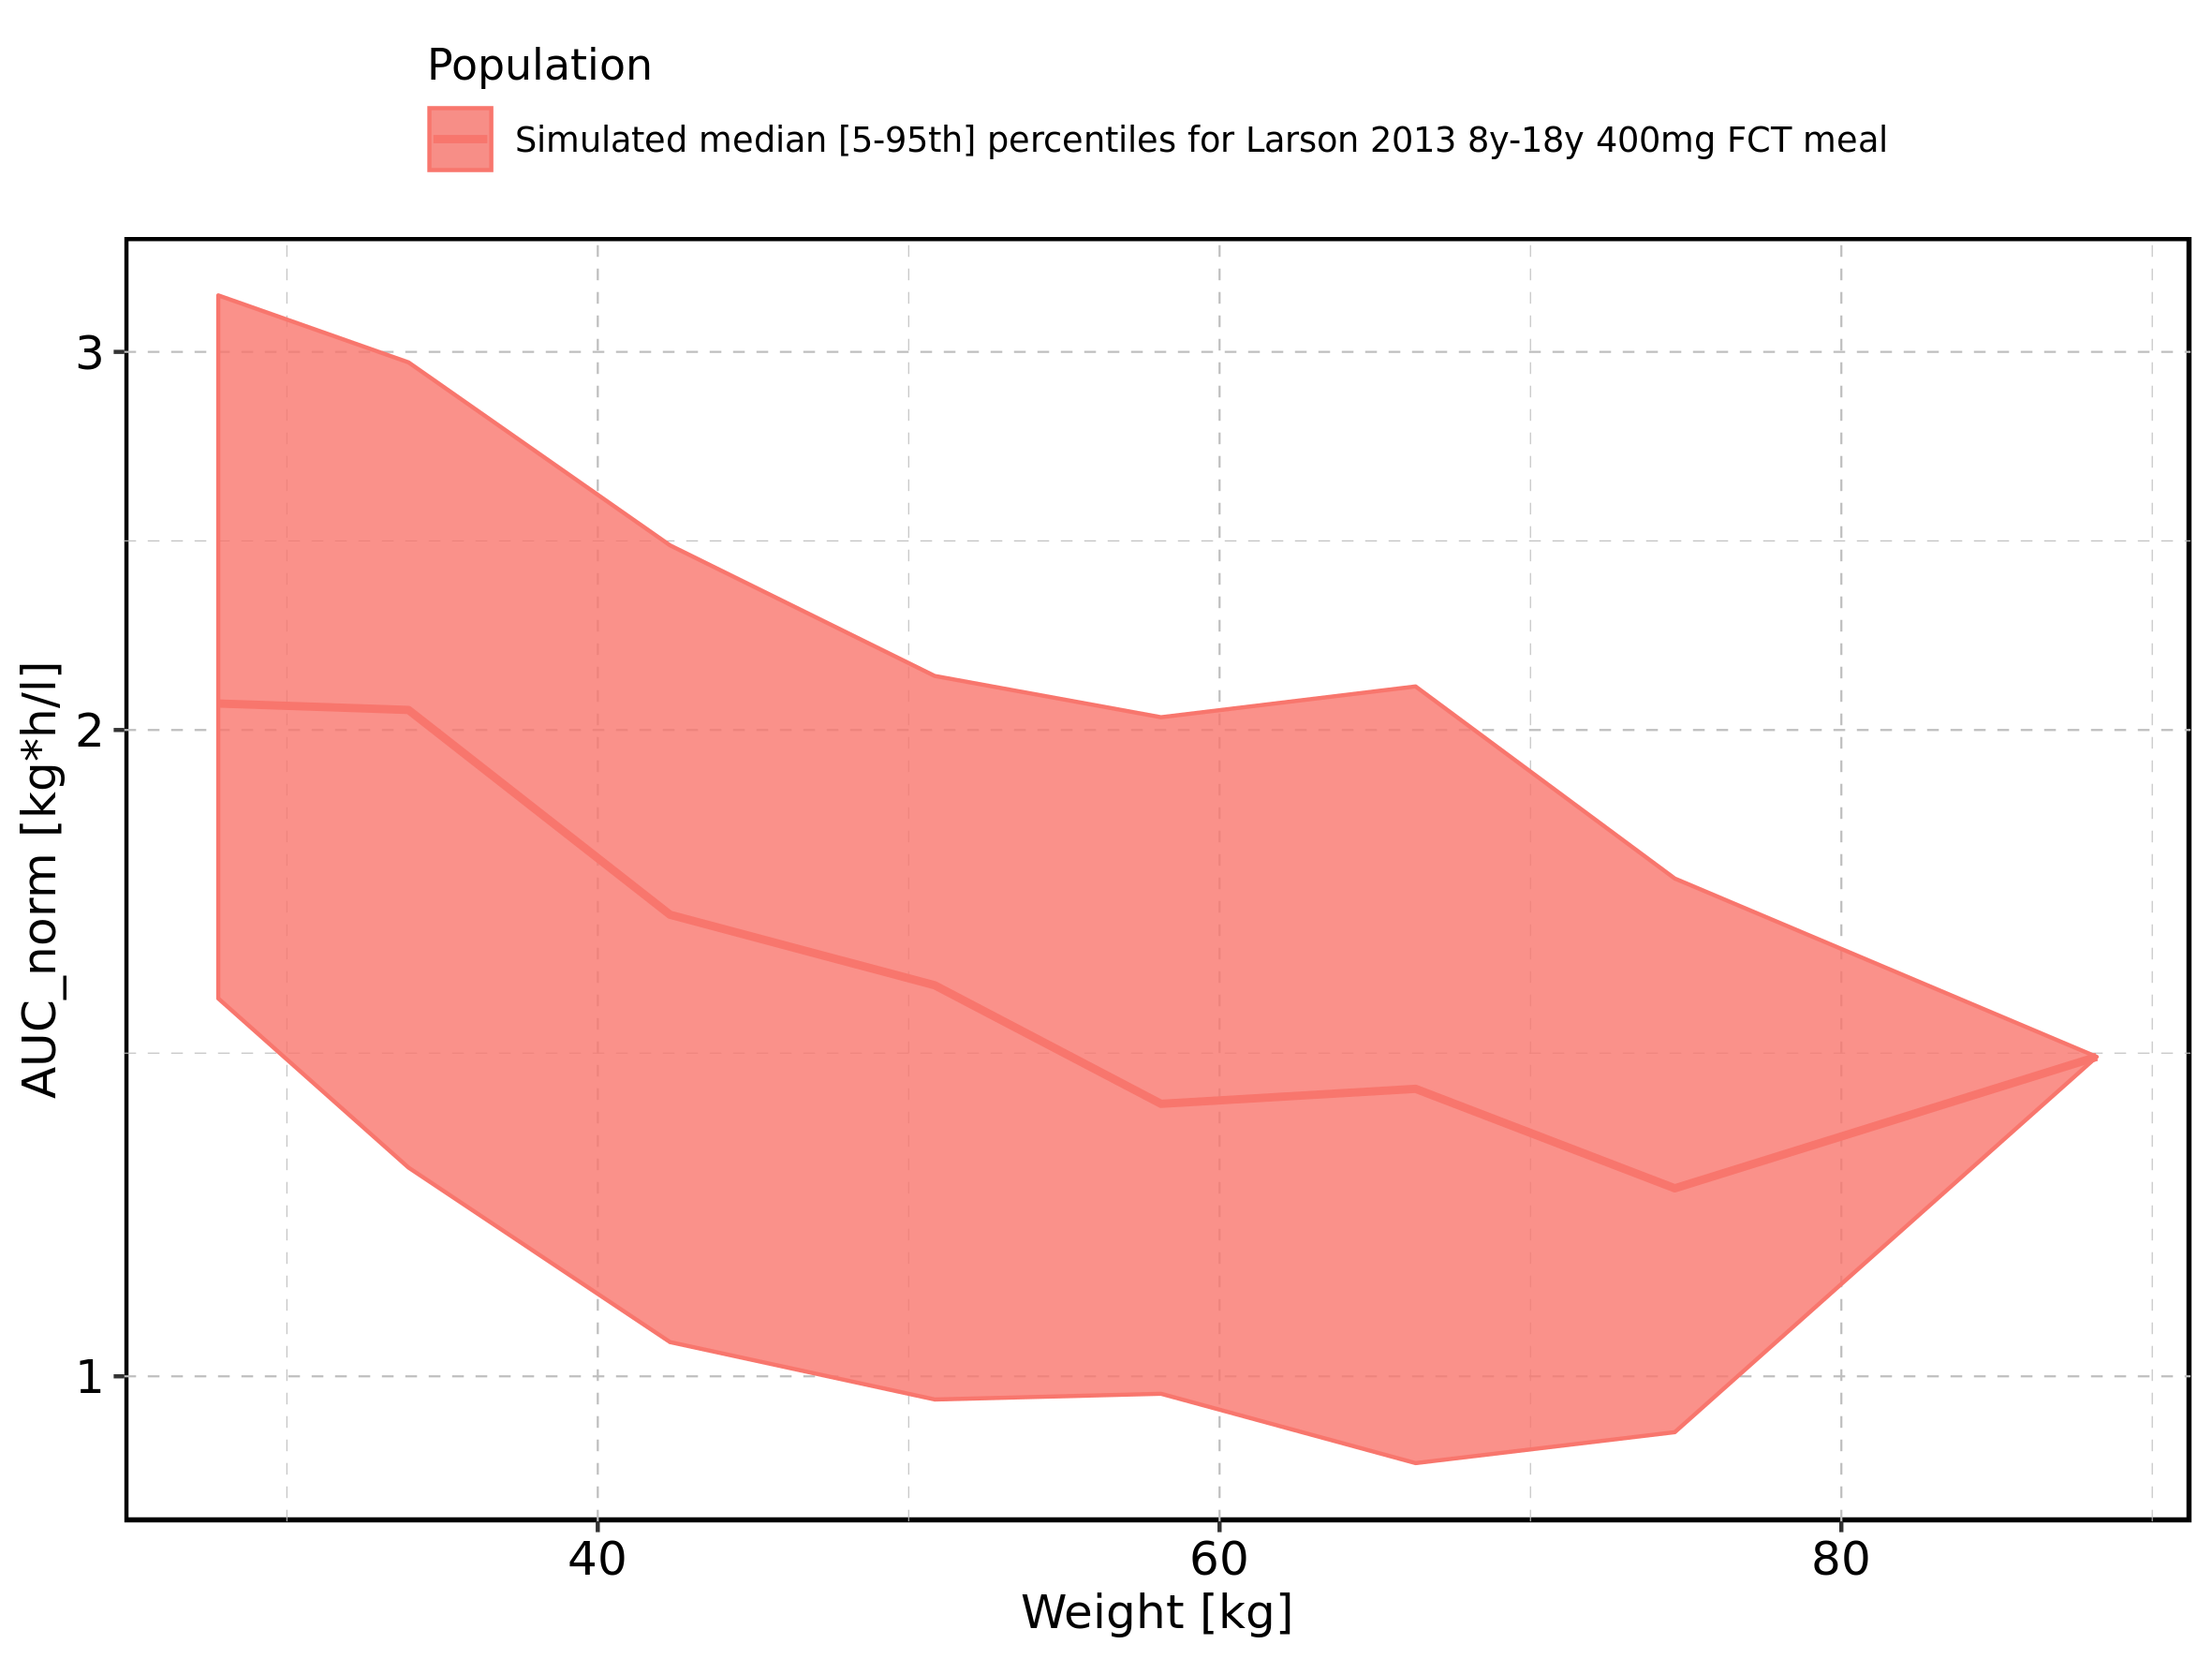 Population
Simulated median [5-95th] percentiles for Larson 2013 8y-18y 400mg FCT meal
AUC_norm [kg*h/l]
3
2
1
40 60 80
Weight [kg]